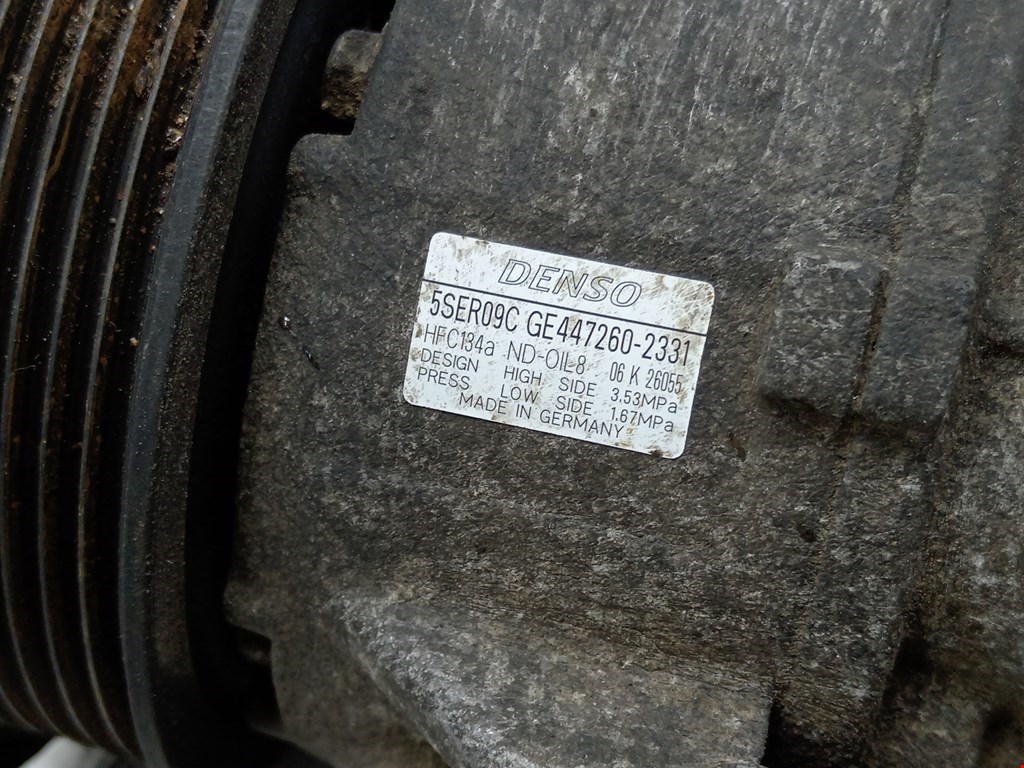 DENSO
5SER09C GE447260-2331
HFC134a ND-OIL8 06 K 26055
DESIGN HIGH SIDE 3.53MPa
PRESS LOW SIDE 1.67MPa
MADE IN GERMANY